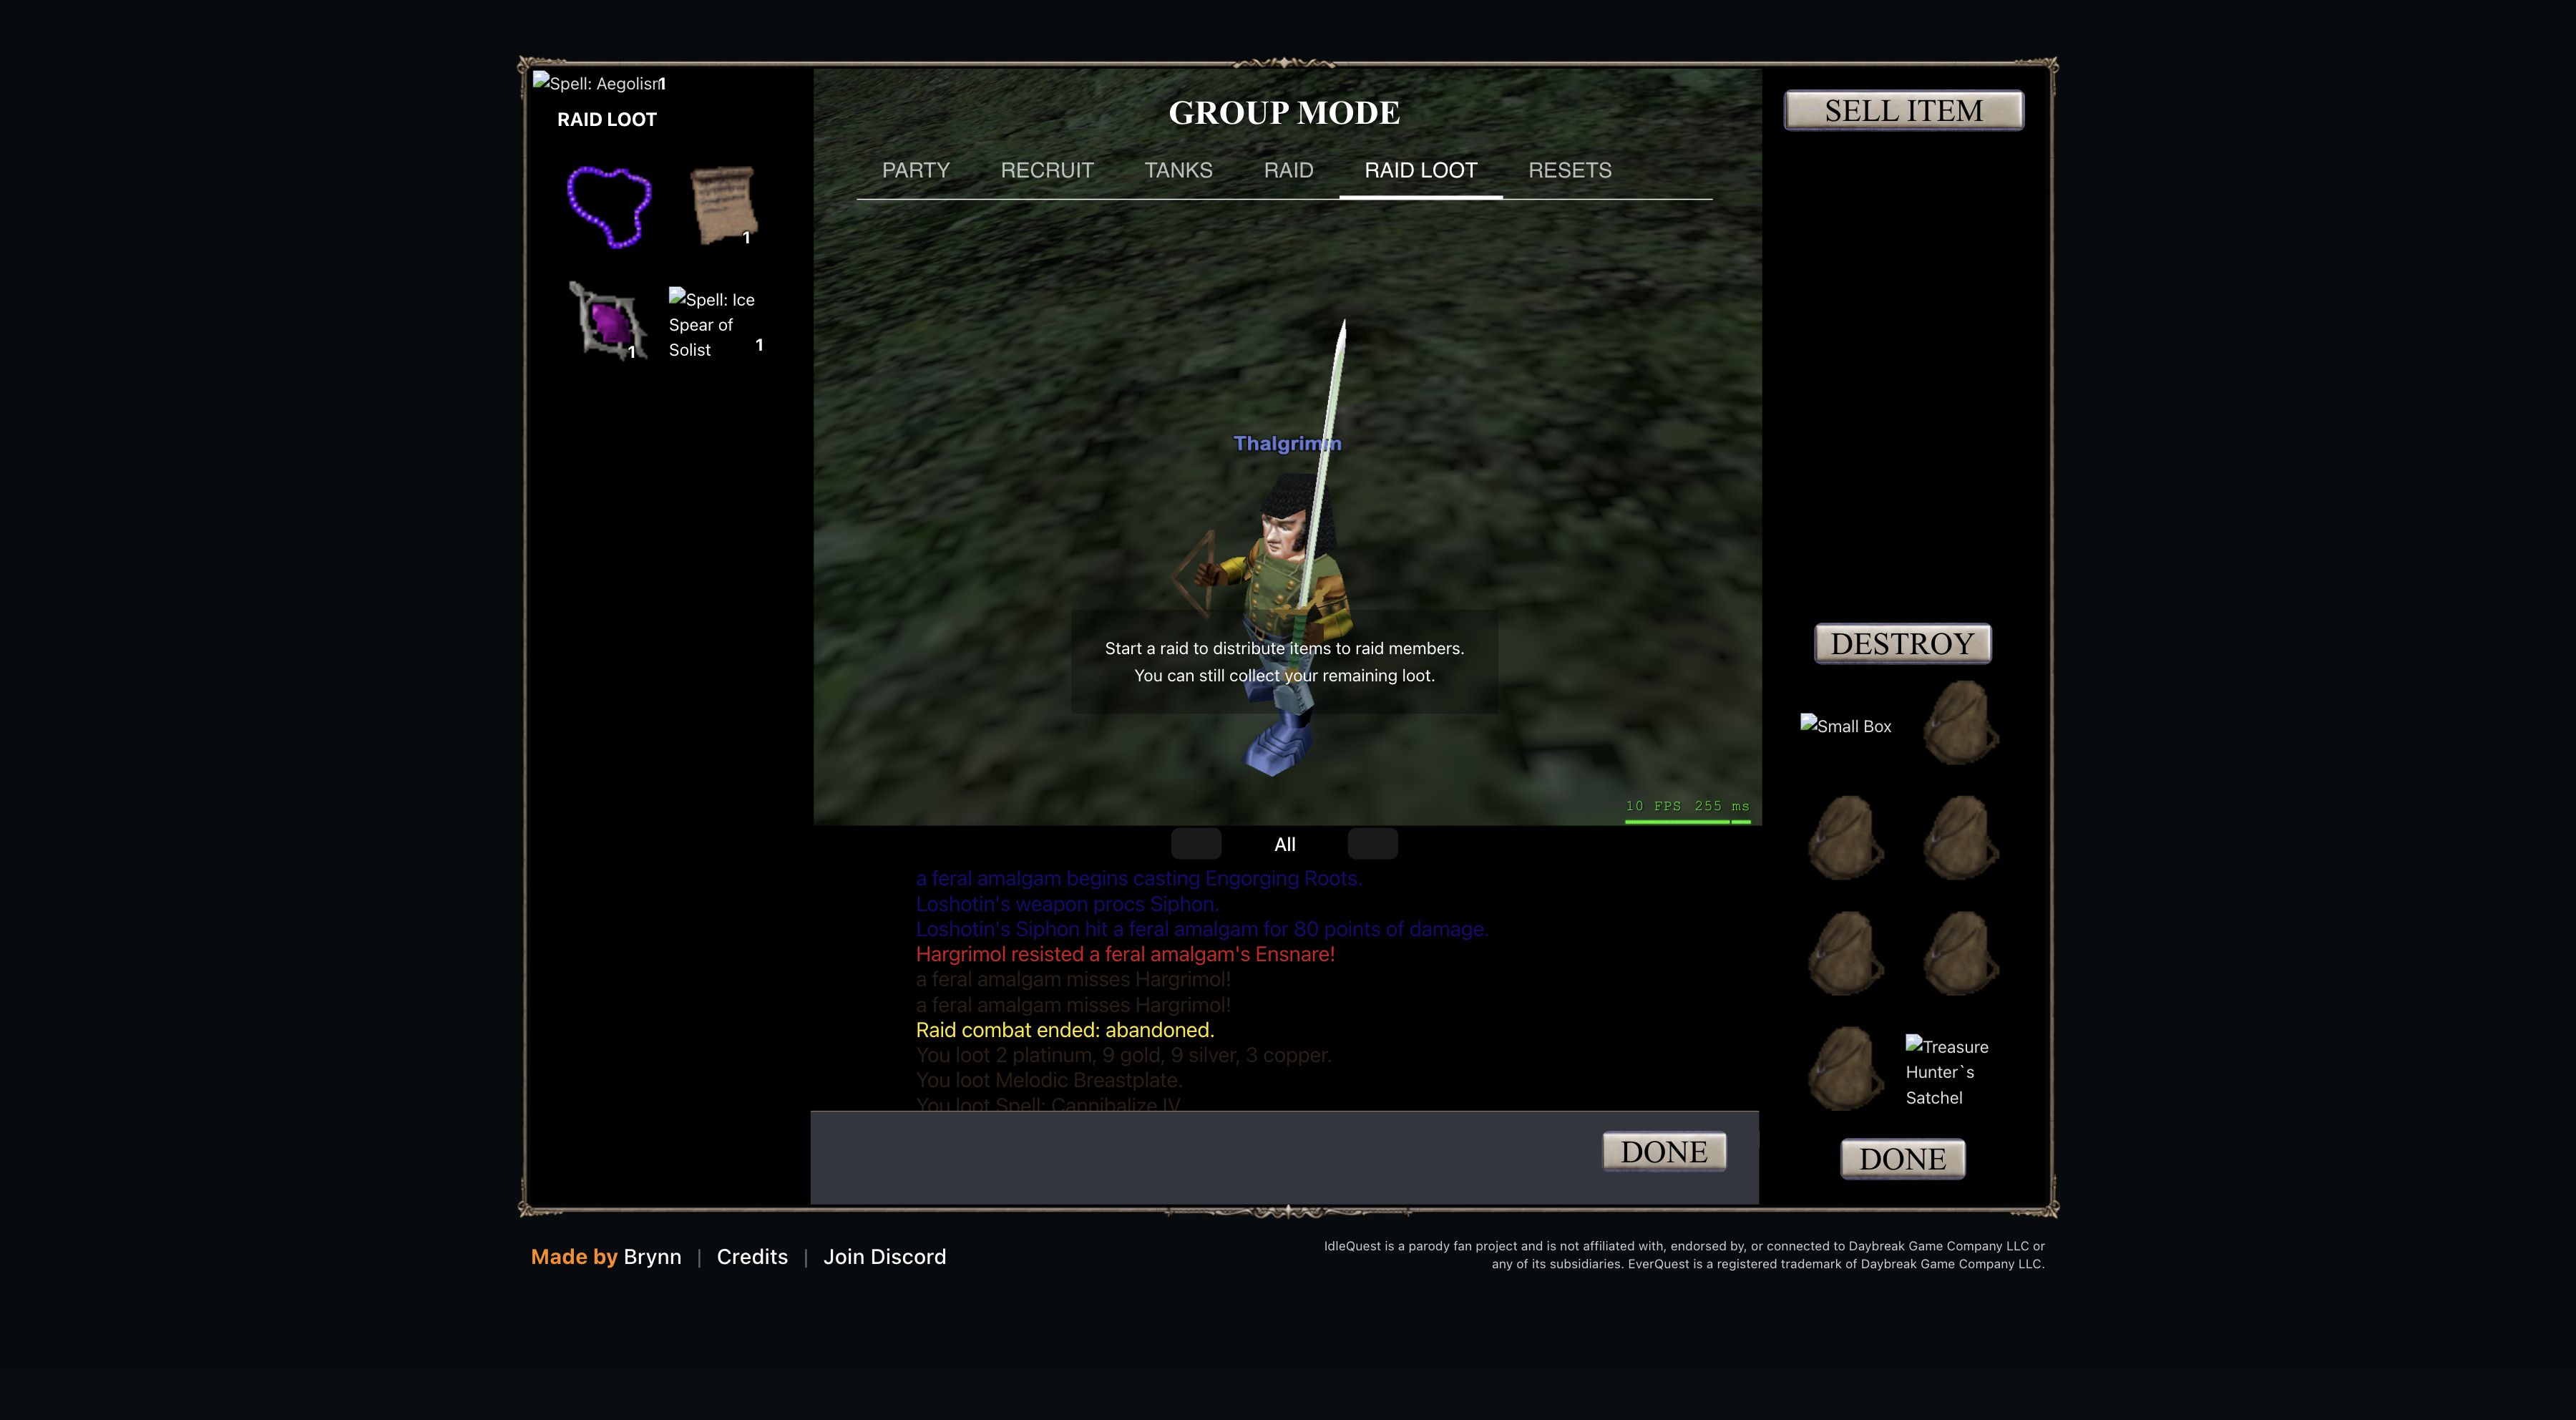 Spell: Aegolism 1
RAID LOOT
1
1
Spell: Ice
Spear of
Solist
1
GROUP MODE
PARTY RECRUIT TANKS RAID RAID LOOT RESETS
Thalgrimm
Start a raid to distribute items to raid members.
You can still collect your remaining loot.
10 FPS 255 ms
All
a feral amalgam begins casting Engorging Roots.
Loshotin's weapon procs Siphon.
Loshotin's Siphon hit a feral amalgam for 80 points of damage.
Hargrimol resisted a feral amalgam's Ensnare!
a feral amalgam misses Hargrimol!
a feral amalgam misses Hargrimol!
Raid combat ended: abandoned.
You loot 2 platinum, 9 gold, 9 silver, 3 copper.
You loot Melodic Breastplate.
You loot Spell: Cannibalize IV
DONE
SELL ITEM
DESTROY
Small Box
Treasure
Hunter`s
Satchel
DONE
Made by Brynn | Credits | Join Discord
IdleQuest is a parody fan project and is not affiliated with, endorsed by, or connected to Daybreak Game Company LLC or
any of its subsidiaries. EverQuest is a registered trademark of Daybreak Game Company LLC.